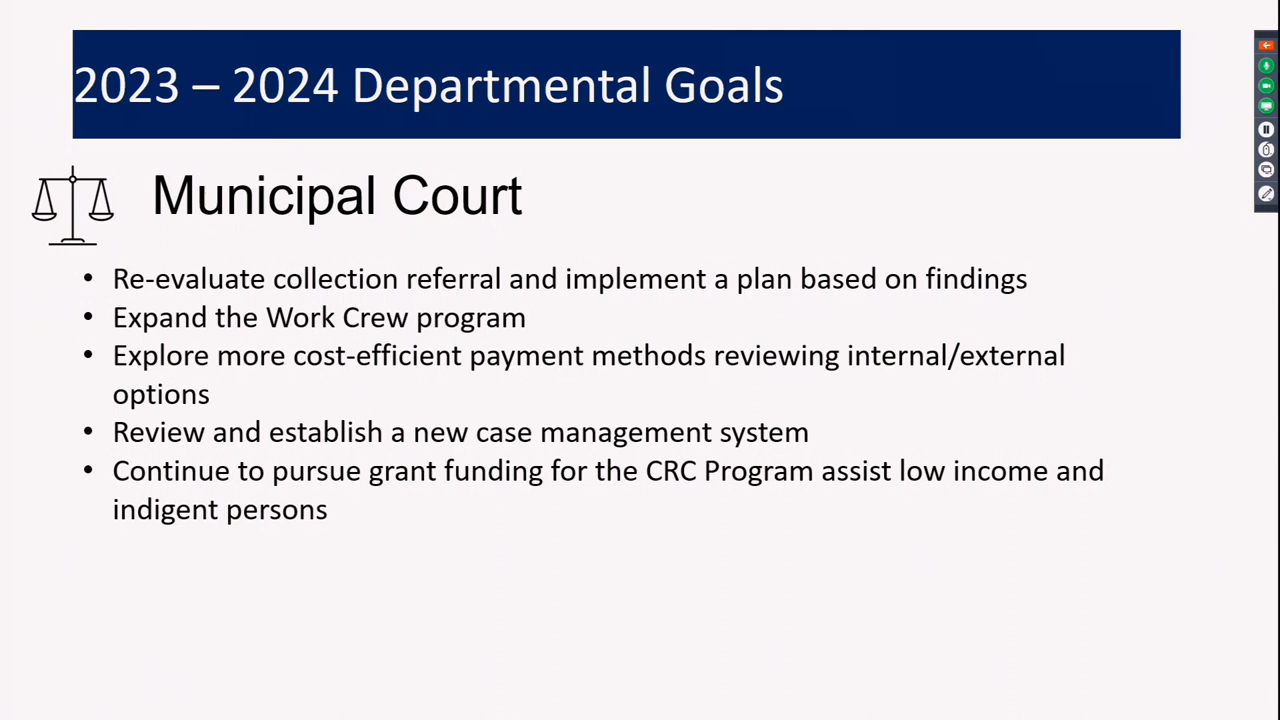 2023 – 2024 Departmental Goals
Municipal Court
• Re-evaluate collection referral and implement a plan based on findings
• Expand the Work Crew program
• Explore more cost-efficient payment methods reviewing internal/external
options
• Review and establish a new case management system
• Continue to pursue grant funding for the CRC Program assist low income and
indigent persons